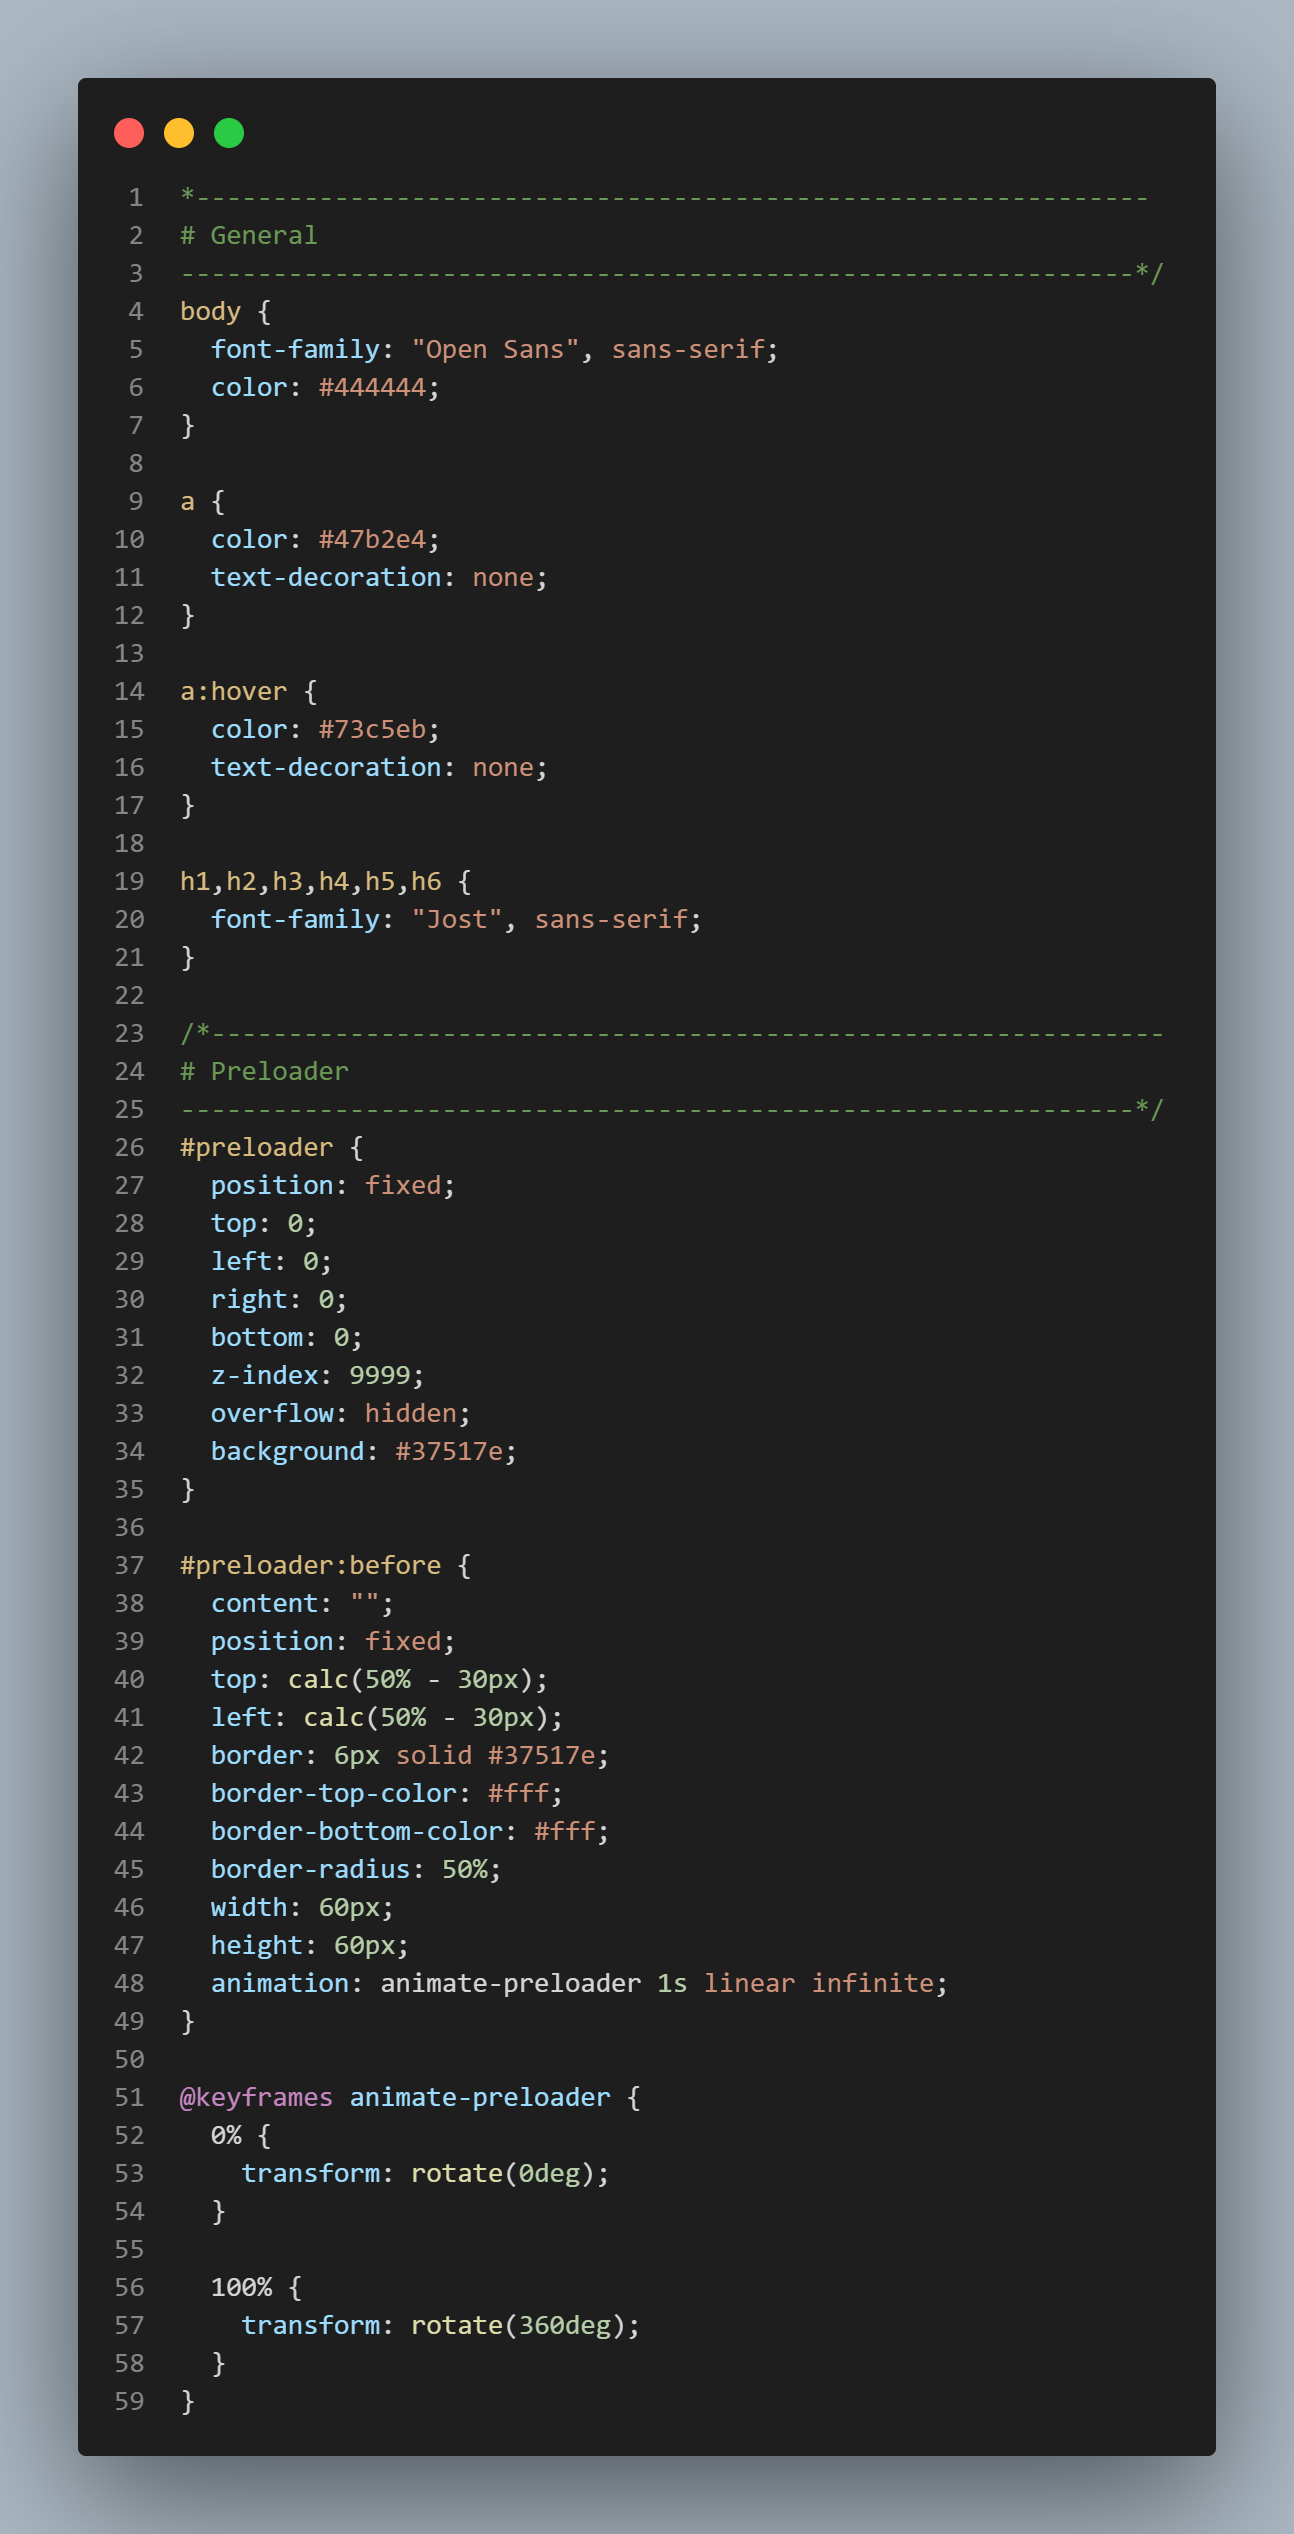 1 *--------------------------------------------------------------
2 # General
3 --------------------------------------------------------------*/
4 body {
5   font-family: "Open Sans", sans-serif;
6   color: #444444;
7 }
8
9 a {
10   color: #47b2e4;
11   text-decoration: none;
12 }
13
14 a:hover {
15   color: #73c5eb;
16   text-decoration: none;
17 }
18
19 h1,h2,h3,h4,h5,h6 {
20   font-family: "Jost", sans-serif;
21 }
22
23 /*--------------------------------------------------------------
24 # Preloader
25 --------------------------------------------------------------*/
26 #preloader {
27   position: fixed;
28   top: 0;
29   left: 0;
30   right: 0;
31   bottom: 0;
32   z-index: 9999;
33   overflow: hidden;
34   background: #37517e;
35 }
36
37 #preloader:before {
38   content: "";
39   position: fixed;
40   top: calc(50% - 30px);
41   left: calc(50% - 30px);
42   border: 6px solid #37517e;
43   border-top-color: #fff;
44   border-bottom-color: #fff;
45   border-radius: 50%;
46   width: 60px;
47   height: 60px;
48   animation: animate-preloader 1s linear infinite;
49 }
50
51 @keyframes animate-preloader {
52   0% {
53     transform: rotate(0deg);
54   }
55
56   100% {
57     transform: rotate(360deg);
58   }
59 }